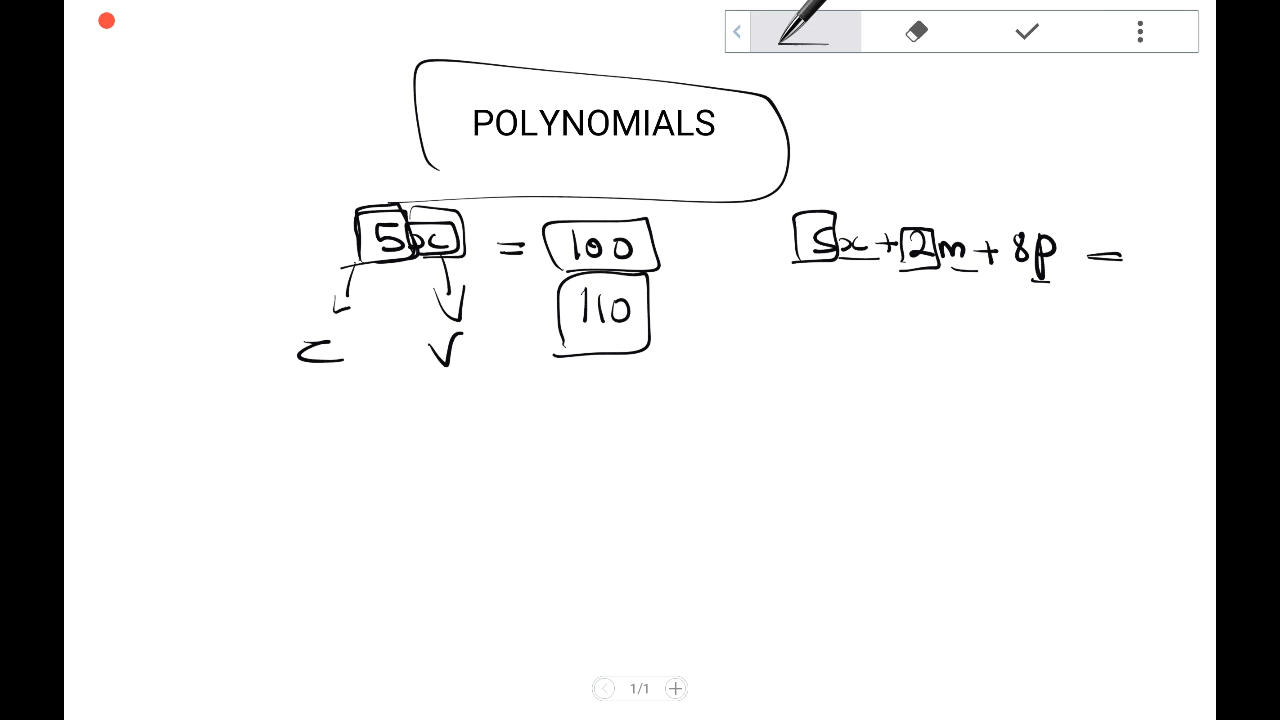 POLYNOMIALS
5x = 100
5x + 2m + 8p =
110
C V
1/1